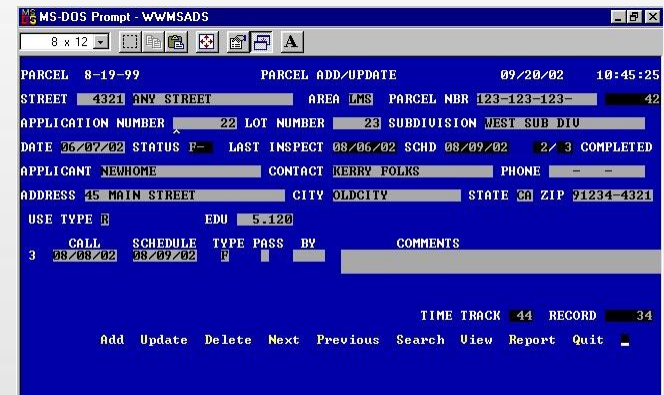 MS-DOS Prompt - WWMSADS
8 x 12 A
PARCEL 8-19-99 PARCEL ADD/UPDATE 09/20/02 10:45:25
STREET 4321 ANY STREET AREA LMS PARCEL NBR 123-123-123- 42
APPLICATION NUMBER 22 LOT NUMBER 23 SUBDIVISION WEST SUB DIV
DATE 06/07/02 STATUS F- LAST INSPECT 08/06/02 SCHD 08/09/02 2/ 3 COMPLETED
APPLICANT NEWHOME CONTACT KERRY FOLKS PHONE - -
ADDRESS 45 MAIN STREET CITY OLDCITY STATE CA ZIP 91234-4321
USE TYPE R EDU 5.120
CALL SCHEDULE TYPE PASS BY COMMENTS
3 08/08/02 08/09/02 F
TIME TRACK 44 RECORD 34
Add Update Delete Next Previous Search View Report Quit